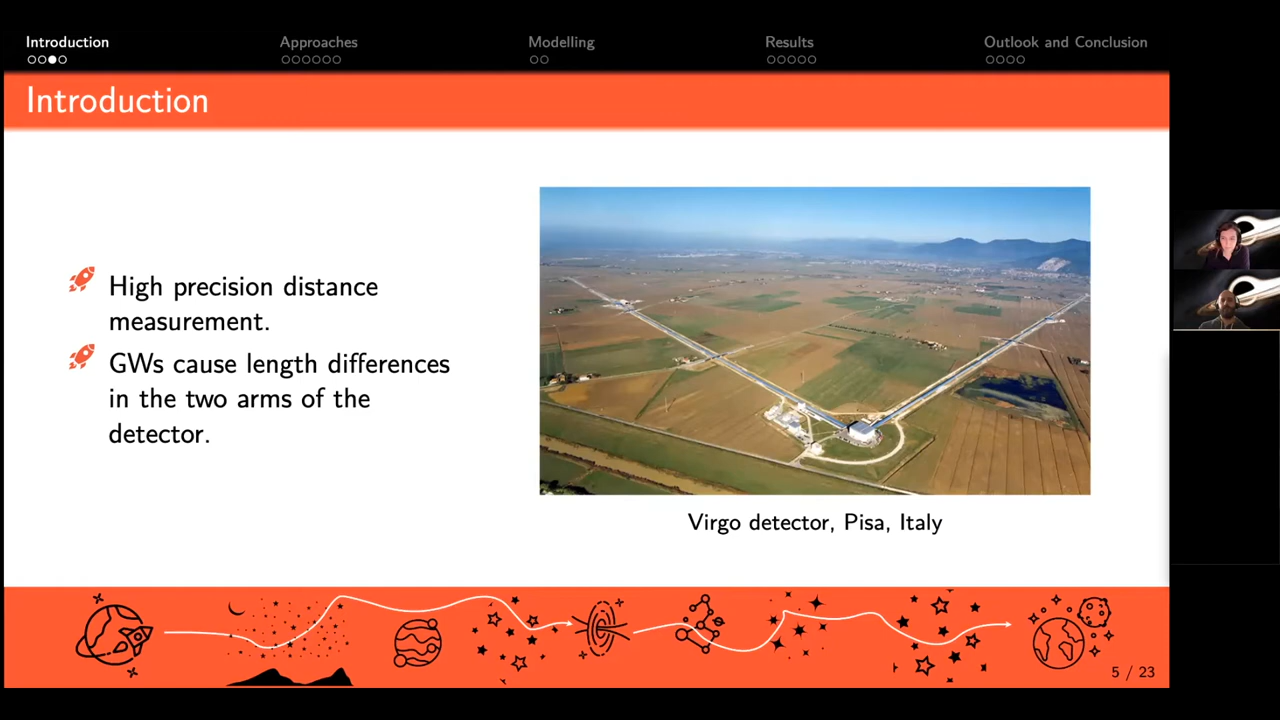 Introduction
Approaches
Modelling
Results
Outlook and Conclusion
Introduction
High precision distance
measurement.
GWs cause length differences
in the two arms of the
detector.
Virgo detector, Pisa, Italy
5 / 23